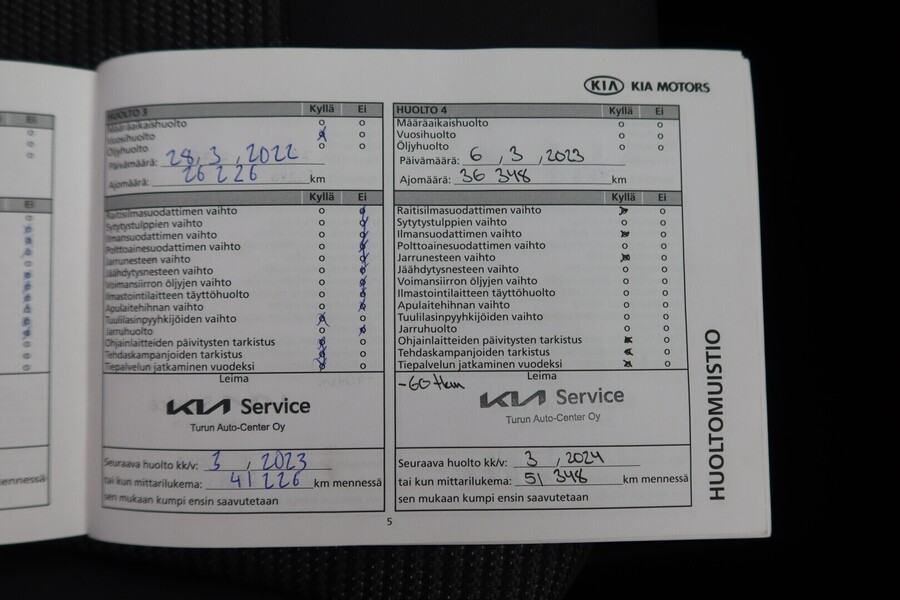 KIA KIA MOTORS
HUOLTO 3 Kyllä Ei
Määräaikaishuolto o o
Vuosihuolto x o
Öljyhuolto o o
Päivämäärä: 28, 3, 2022
Ajomäärä: 26 226 km
Kyllä Ei
Raitisilmasuodattimen vaihto
Sytytystulppien vaihto
Ilmansuodattimen vaihto
Polttoainesuodattimen vaihto
Jarrunesteen vaihto
Jäähdytysnesteen vaihto
Voimansiirron öljyjen vaihto
Ilmastointilaitteen täyttöhuolto
Apulaitehihnan vaihto
Tuulilasinpyyhkijöiden vaihto
Jarruhuolto
Ohjainlaitteiden päivitysten tarkistus
Tehdaskampanjoiden tarkistus
Tiepalvelun jatkaminen vuodeksi
Leima
KIA Service
Turun Auto-Center Oy
Seuraava huolto kk/v: 3, 2023
tai kun mittarilukema: 41 226 km mennessä
sen mukaan kumpi ensin saavutetaan
HUOLTO 4 Kyllä Ei
Määräaikaishuolto o o
Vuosihuolto o o
Öljyhuolto o o
Päivämäärä: 6, 3, 2023
Ajomäärä: 36 348 km
Kyllä Ei
Raitisilmasuodattimen vaihto
Sytytystulppien vaihto
Ilmansuodattimen vaihto
Polttoainesuodattimen vaihto
Jarrunesteen vaihto
Jäähdytysnesteen vaihto
Voimansiirron öljyjen vaihto
Ilmastointilaitteen täyttöhuolto
Apulaitehihnan vaihto
Tuulilasinpyyhkijöiden vaihto
Jarruhuolto
Ohjainlaitteiden päivitysten tarkistus
Tehdaskampanjoiden tarkistus
Tiepalvelun jatkaminen vuodeksi
Leima
KIA Service
Turun Auto-Center Oy
Seuraava huolto kk/v: 3, 2024
tai kun mittarilukema: 51 348 km mennessä
sen mukaan kumpi ensin saavutetaan
HUOLTOMUISTIO
5